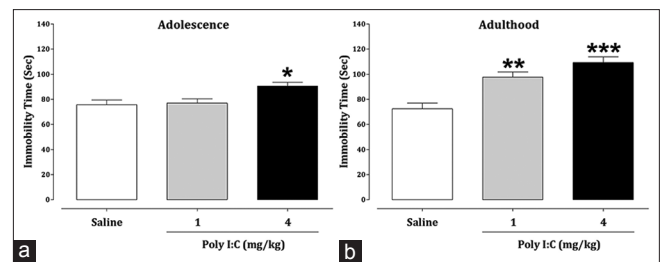 Adolescence
Immobility Time (Sec)
140
120
100
80
60
40
20
0
*
Saline
1
4
Poly I:C (mg/kg)
a
Adulthood
Immobility Time (Sec)
140
120
100
80
60
40
20
0
**
***
Saline
1
4
Poly I:C (mg/kg)
b